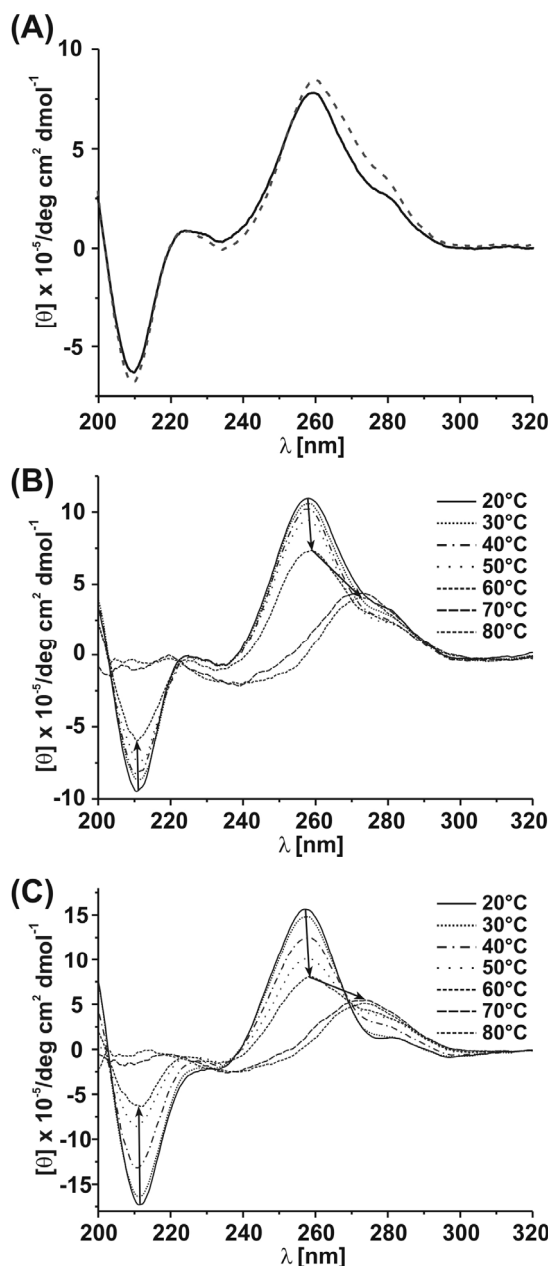 (A)
10
5
0
-5
[θ] x 10⁻⁵/deg cm² dmol⁻¹
200 220 240 260 280 300 320
λ [nm]
(B)
10
5
0
-5
-10
[θ] x 10⁻⁵/deg cm² dmol⁻¹
20°C
30°C
40°C
50°C
60°C
70°C
80°C
200 220 240 260 280 300 320
λ [nm]
(C)
15
10
5
0
-5
-10
-15
[θ] x 10⁻⁵/deg cm² dmol⁻¹
20°C
30°C
40°C
50°C
60°C
70°C
80°C
200 220 240 260 280 300 320
λ [nm]